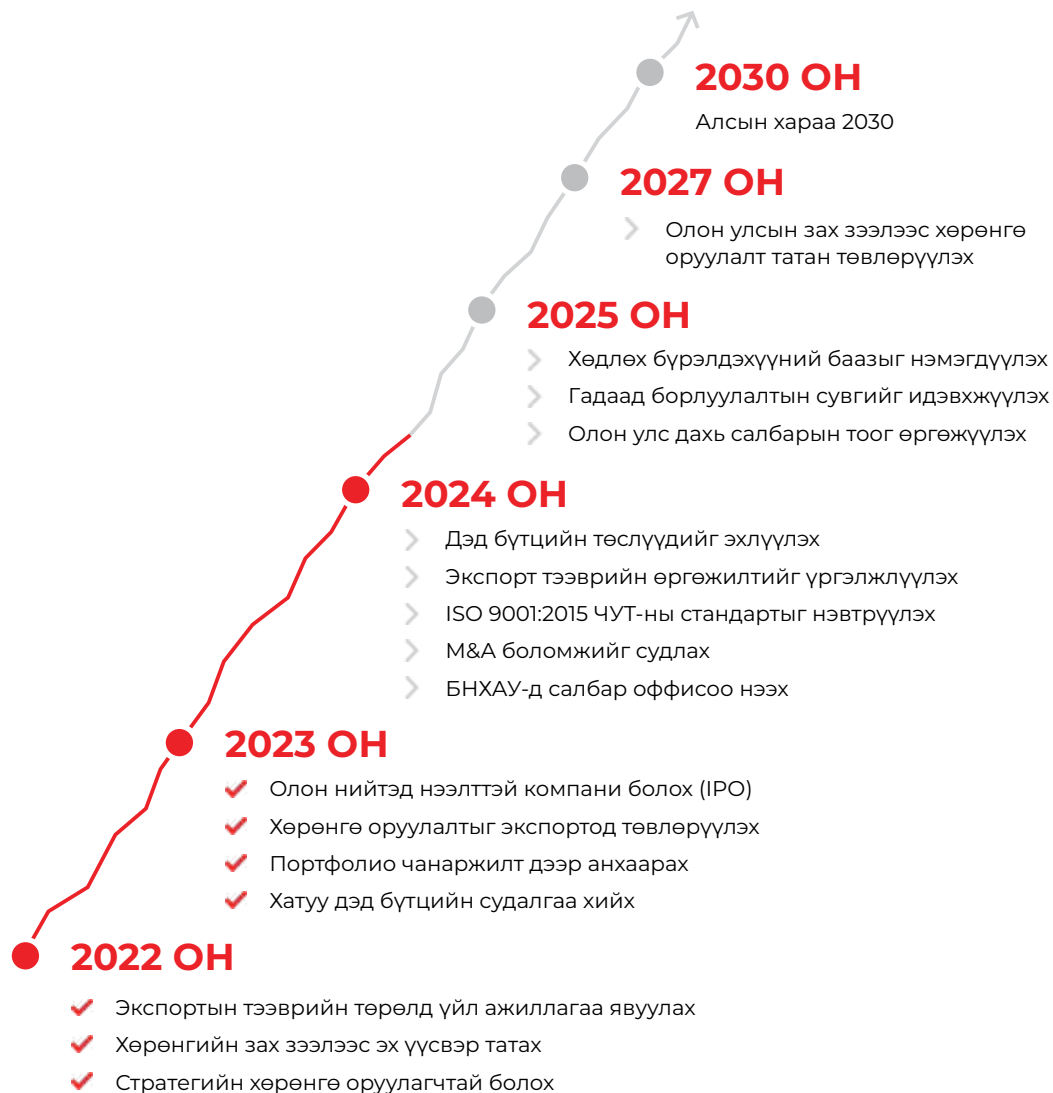 2030 ОН
Алсын хараа 2030
2027 ОН
Олон улсын зах зээлээс хөрөнгө
оруулалт татан төвлөрүүлэх
2025 ОН
Хөдлөх бүрэлдэхүүний баазыг нэмэгдүүлэх
Гадаад борлуулалтын сувгийг идэвхжүүлэх
Олон улс дахь салбарын тоог өргөжүүлэх
2024 ОН
Дэд бүтцийн төслүүдийг эхлүүлэх
Экспорт тээврийн өргөжилтийг үргэлжлүүлэх
ISO 9001:2015 ЧУТ-ны стандартыг нэвтрүүлэх
M&A боломжийг судлах
БНХАУ-д салбар оффисоо нээх
2023 ОН
Олон нийтэд нээлттэй компани болох (IPO)
Хөрөнгө оруулалтыг экспортод төвлөрүүлэх
Портфолио чанаржилт дээр анхаарах
Хатуу дэд бүтцийн судалгаа хийх
2022 ОН
Экспортын тээврийн төрөлд үйл ажиллагаа явуулах
Хөрөнгийн зах зээлээс эх үүсвэр татах
Стратегийн хөрөнгө оруулагчтай болох